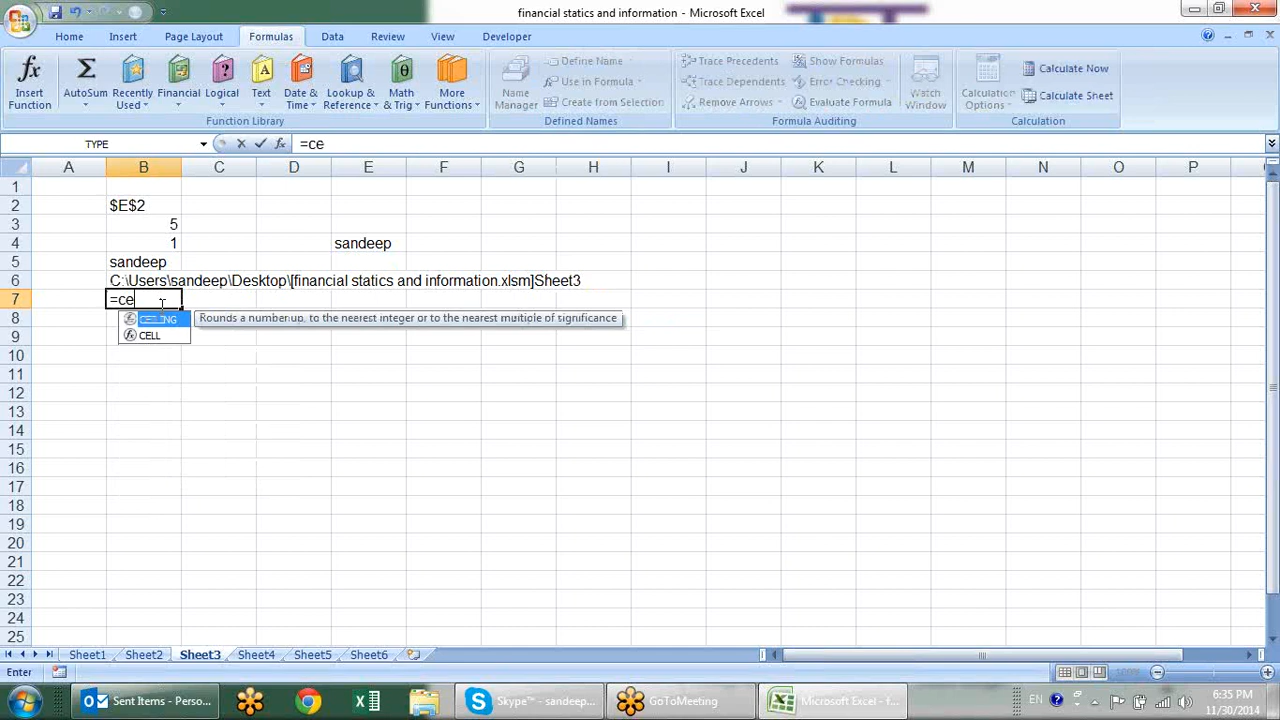 financial statics and information - Microsoft Excel
Home Insert Page Layout Formulas Data Review View Developer
Insert Function
AutoSum
Recently Used
Financial
Logical
Text
Date & Time
Lookup & Reference
Math & Trig
More Functions
Function Library
Name Manager
Define Name
Use in Formula
Create from Selection
Defined Names
Trace Precedents
Trace Dependents
Remove Arrows
Show Formulas
Error Checking
Evaluate Formula
Formula Auditing
Watch Window
Calculation Options
Calculate Now
Calculate Sheet
Calculation
TYPE =ce
A B C D E F G H I J K L M N O P
1
2 $E$2
3 5
4 1 sandeep
5 sandeep
6 C:\Users\sandeep\Desktop\[financial statics and information.xlsm]Sheet3
7 =ce
8 CEILING Rounds a number up, to the neerest integer or to the nearest multiple of significance
9 CELL
10
11
12
13
14
15
16
17
18
19
20
21
22
23
24
25
Sheet1 Sheet2 Sheet3 Sheet4 Sheet5 Sheet6
Enter
Sent Items - Perso...
Skype™ - sandeep...
GoToMeeting
Microsoft Excel - f...
EN
6:35 PM
11/30/2014